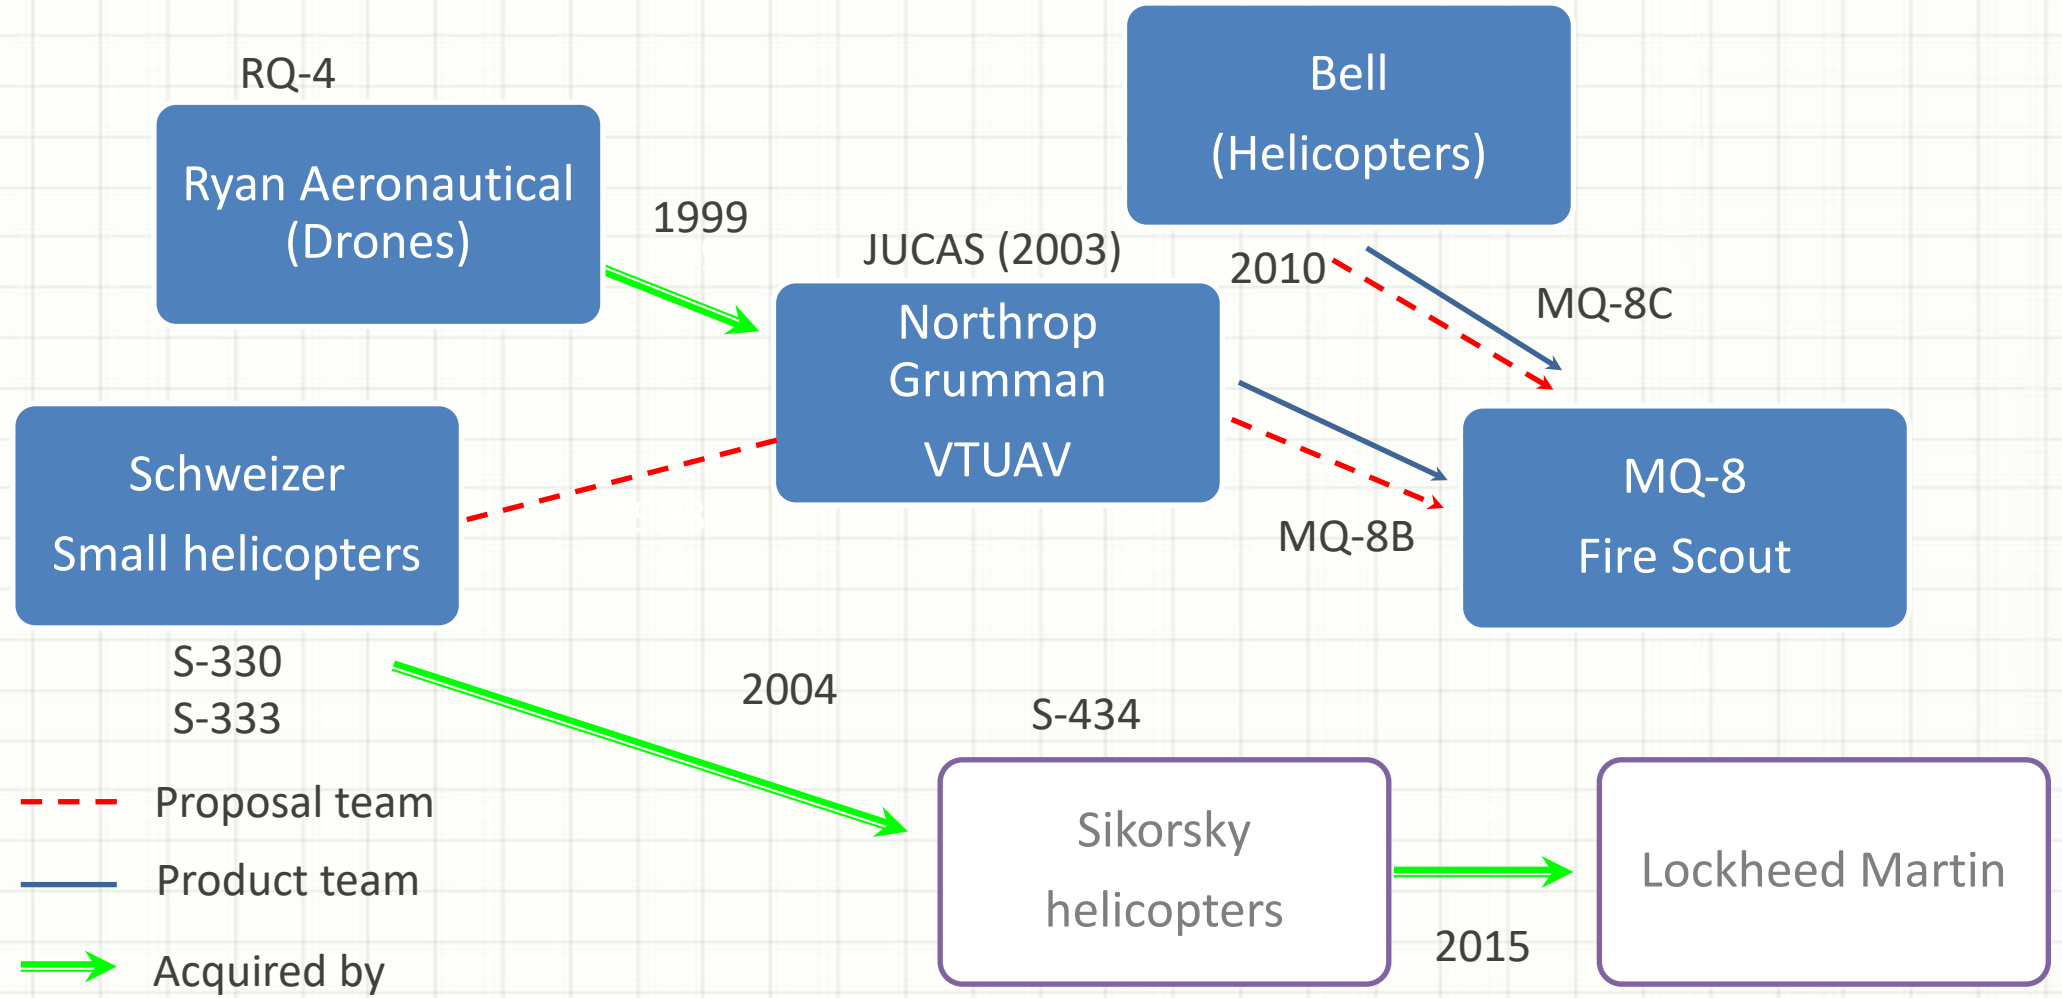 RQ-4
Ryan Aeronautical
(Drones)
1999
Bell
(Helicopters)
JUCAS (2003)
2010
MQ-8C
Northrop
Grumman
VTUAV
Schweizer
Small helicopters
MQ-8B
MQ-8
Fire Scout
S-330
S-333
2004
S-434
Sikorsky
helicopters
2015
Lockheed Martin
Proposal team
Product team
Acquired by